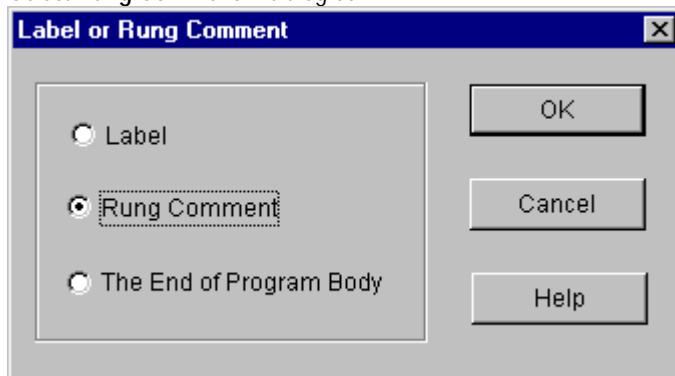 Label or Rung Comment
Label
OK
Rung Comment
Cancel
The End of Program Body
Help